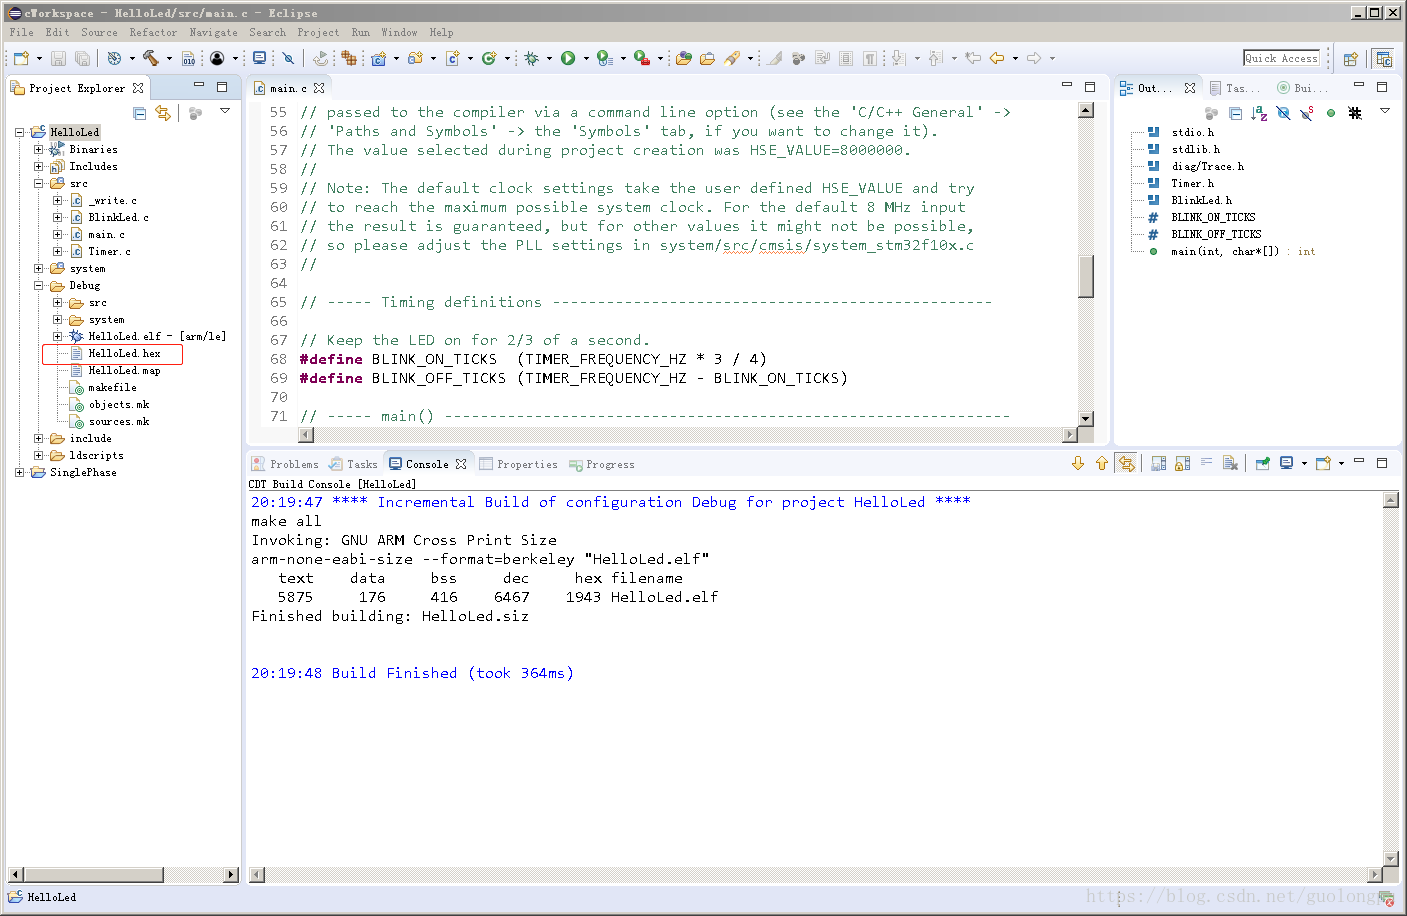 cWorkspace - HelloLed/src/main.c - Eclipse
File Edit Source Refactor Navigate Search Project Run Window Help
Quick Access
Project Explorer
HelloLed
Binaries
Includes
src
_write.c
BlinkLed.c
main.c
Timer.c
system
Debug
src
system
HelloLed.elf - [arm/le]
HelloLed.hex
HelloLed.map
makefile
objects.mk
sources.mk
include
ldscripts
SinglePhase
main.c
55 // passed to the compiler via a command line option (see the 'C/C++ General' ->
56 // 'Paths and Symbols' -> the 'Symbols' tab, if you want to change it).
57 // The value selected during project creation was HSE_VALUE=8000000.
58 //
59 // Note: The default clock settings take the user defined HSE_VALUE and try
60 // to reach the maximum possible system clock. For the default 8 MHz input
61 // the result is guaranteed, but for other values it might not be possible,
62 // so please adjust the PLL settings in system/src/cmsis/system_stm32f10x.c
63 //
64
65 // ----- Timing definitions -------------------------------------------------
66
67 // Keep the LED on for 2/3 of a second.
68 #define BLINK_ON_TICKS  (TIMER_FREQUENCY_HZ * 3 / 4)
69 #define BLINK_OFF_TICKS (TIMER_FREQUENCY_HZ - BLINK_ON_TICKS)
70
71 // ----- main() ---------------------------------------------------------------
Out... Tas... Bui...
stdio.h
stdlib.h
diag/Trace.h
Timer.h
BlinkLed.h
BLINK_ON_TICKS
BLINK_OFF_TICKS
main(int, char*[]) : int
Problems Tasks Console Properties Progress
CDT Build Console [HelloLed]
20:19:47 **** Incremental Build of configuration Debug for project HelloLed ****
make all
Invoking: GNU ARM Cross Print Size
arm-none-eabi-size --format=berkeley "HelloLed.elf"
text data bss dec hex filename
5875 176 416 6467 1943 HelloLed.elf
Finished building: HelloLed.siz
20:19:48 Build Finished (took 364ms)
HelloLed